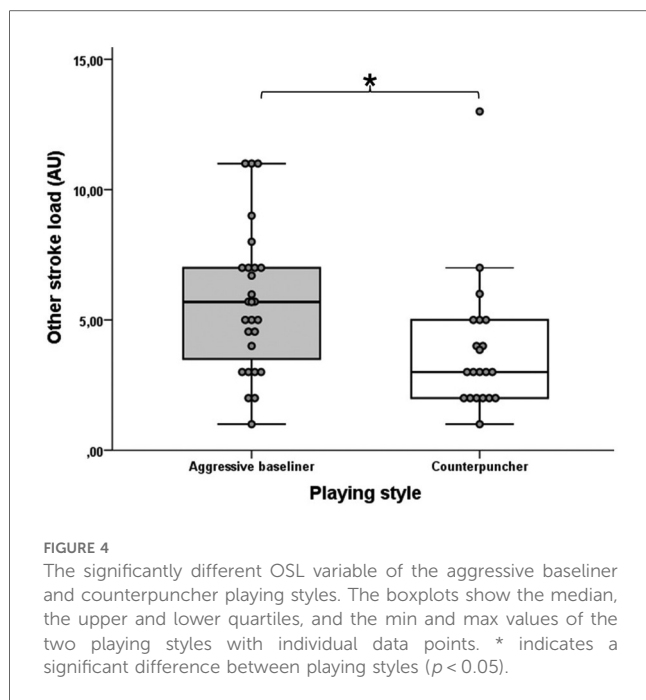 15,00
10,00
5,00
,00
Other stroke load (AU)
*
Aggressive baseliner
Counterpuncher
Playing style
FIGURE 4
The significantly different OSL variable of the aggressive baseliner
and counterpuncher playing styles. The boxplots show the median,
the upper and lower quartiles, and the min and max values of the
two playing styles with individual data points. * indicates a
significant difference between playing styles (p < 0.05).